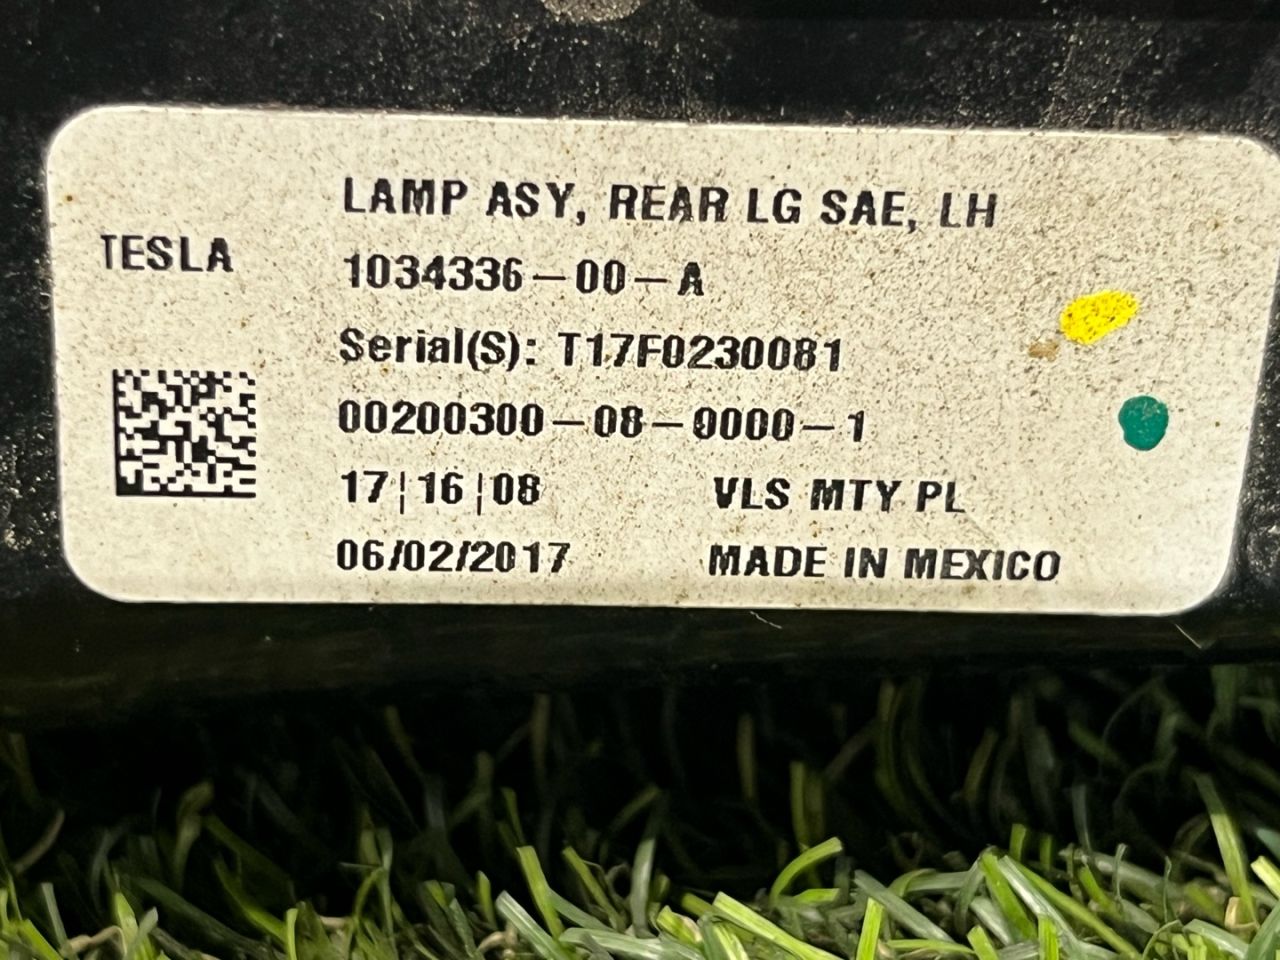 LAMP ASY, REAR LG SAE, LH
TESLA
1034336-00-A
Serial(S): T17F0230081
00200300-08-0000-1
17|16|08
VLS MTY PL
06/02/2017
MADE IN MEXICO